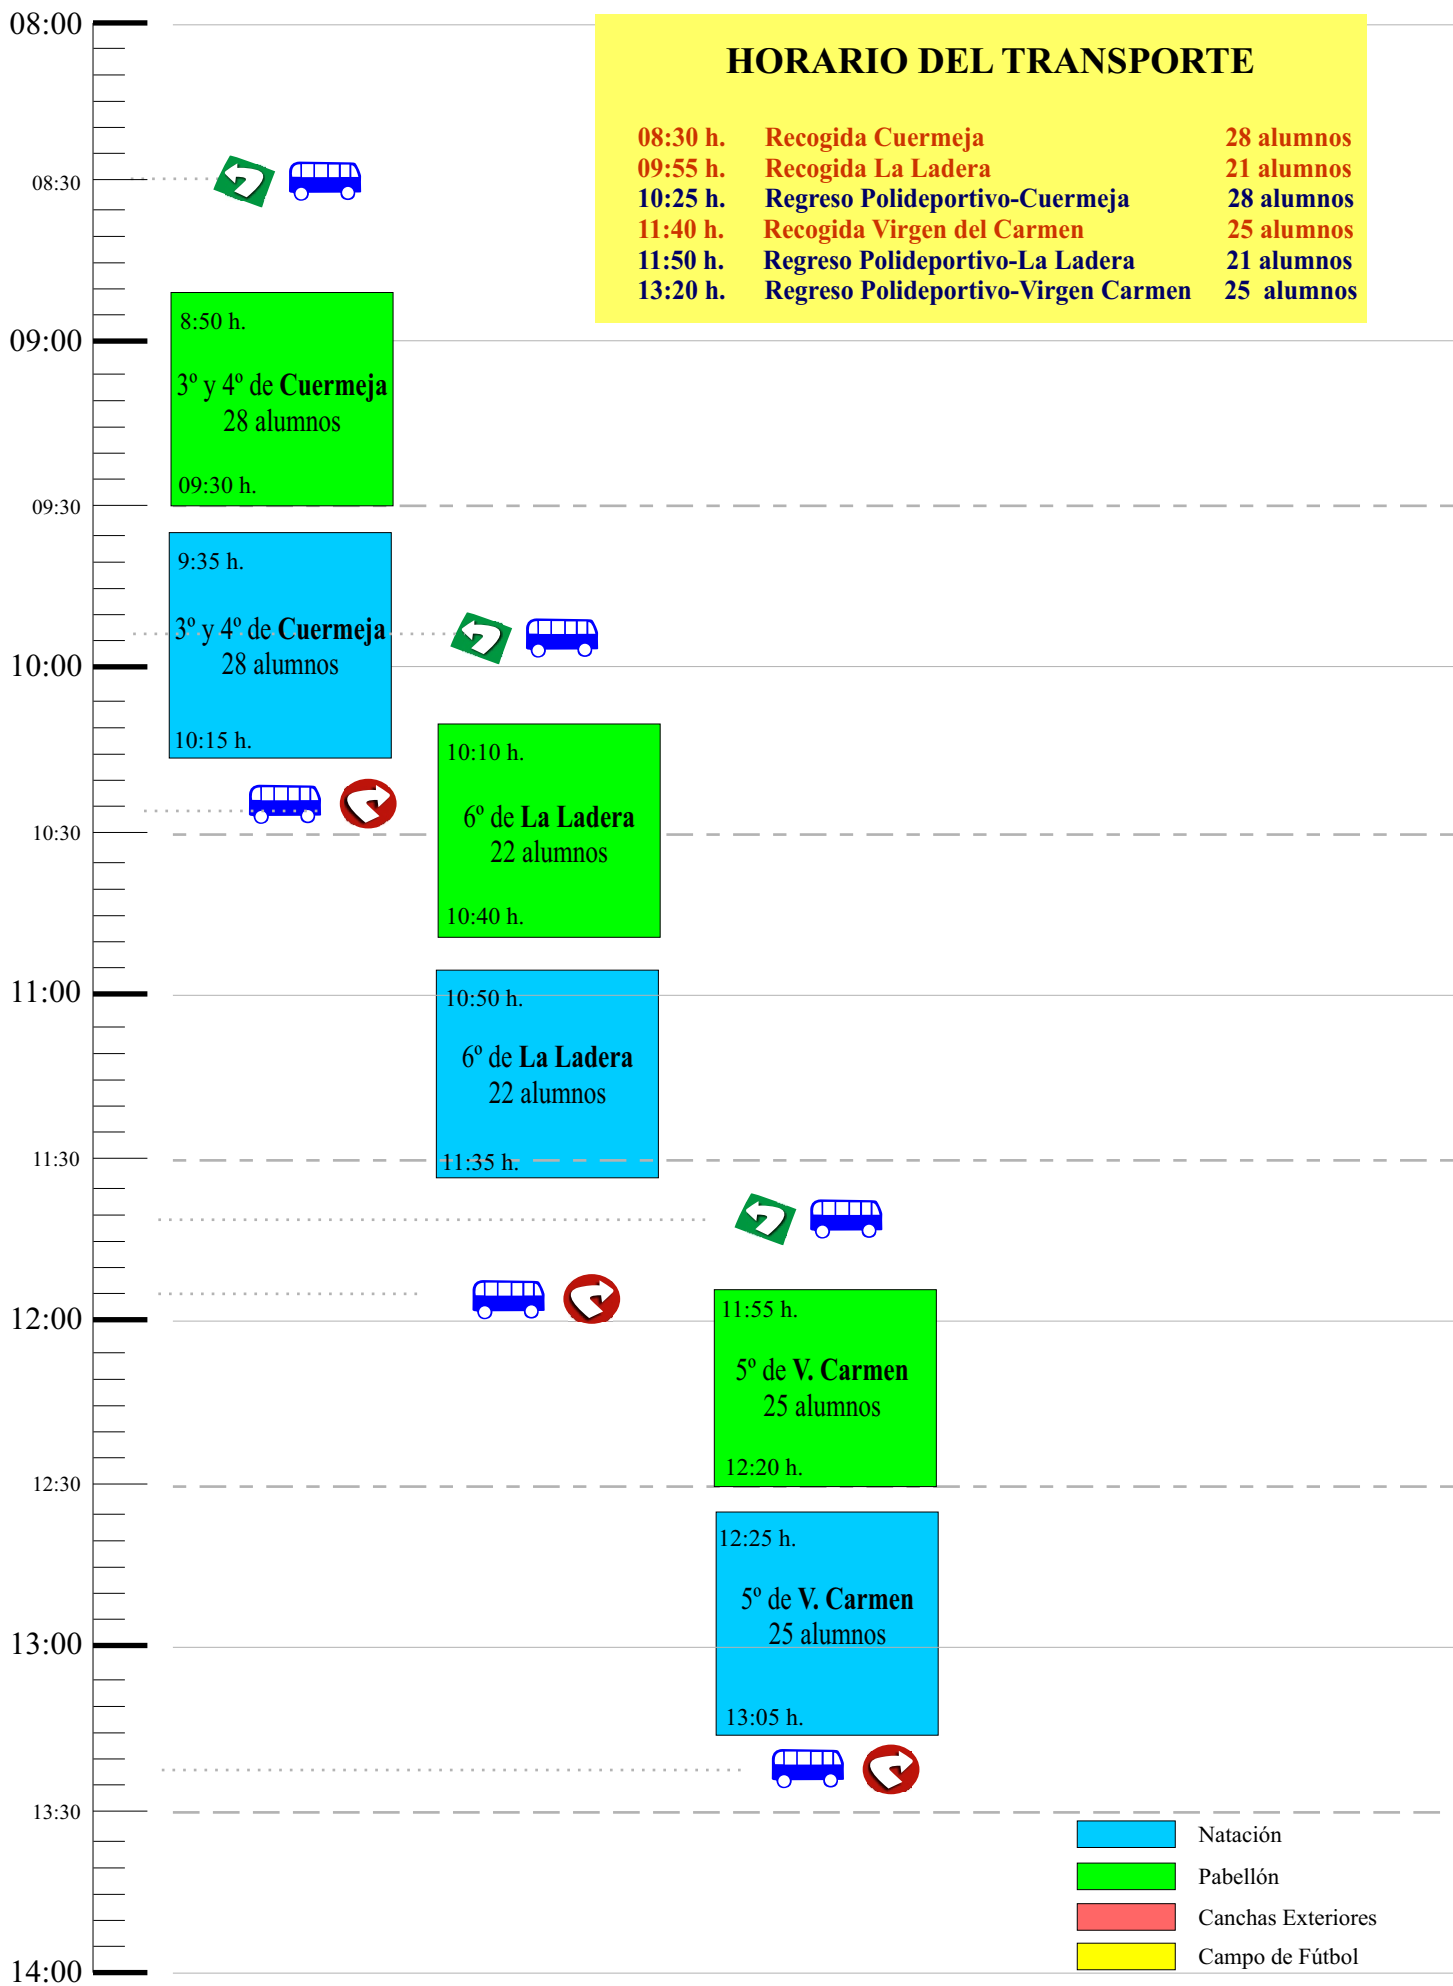 08:00
HORARIO DEL TRANSPORTE
08:30 h. Recogida Cuermeja 28 alumnos
09:55 h. Recogida La Ladera 21 alumnos
10:25 h. Regreso Polideportivo-Cuermeja 28 alumnos
11:40 h. Recogida Virgen del Carmen 25 alumnos
11:50 h. Regreso Polideportivo-La Ladera 21 alumnos
13:20 h. Regreso Polideportivo-Virgen Carmen 25 alumnos
08:30
8:50 h.
09:00
3º y 4º de Cuermeja
28 alumnos
09:30 h.
09:30
9:35 h.
3º y 4º de Cuermeja
28 alumnos
10:00
10:15 h.
10:10 h.
6º de La Ladera
22 alumnos
10:30
10:40 h.
11:00
10:50 h.
6º de La Ladera
22 alumnos
11:30
11:35 h.
11:55 h.
12:00
5º de V. Carmen
25 alumnos
12:20 h.
12:30
12:25 h.
5º de V. Carmen
25 alumnos
13:00
13:05 h.
13:30
Natación
Pabellón
Canchas Exteriores
Campo de Fútbol
14:00